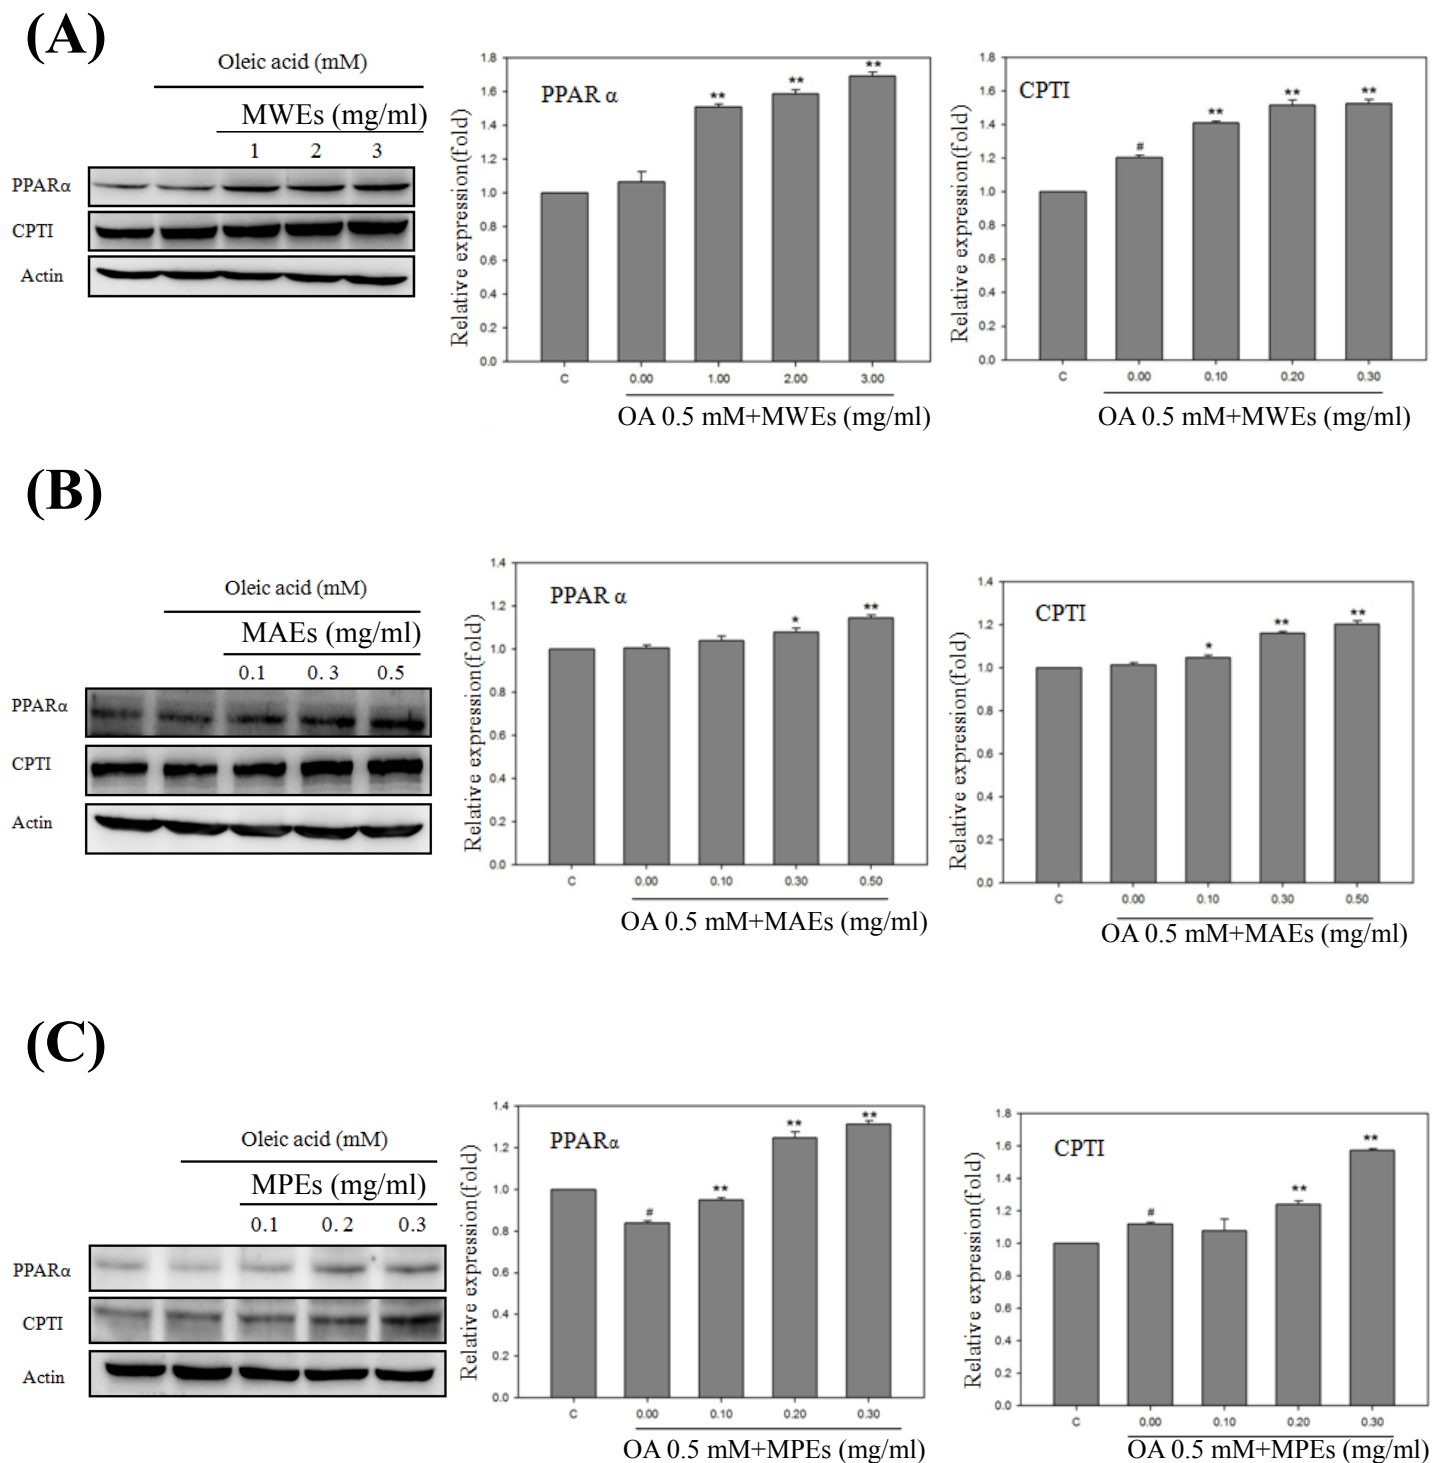 (A)
Oleic acid (mM)
MWEs (mg/ml)
1 2 3
PPARα
CPTI
Actin
PPAR α
Relative expression(fold)
1.8
1.6
1.4
1.2
1.0
0.8
0.6
0.4
0.2
0.0
** ** **
C 0.00 1.00 2.00 3.00
OA 0.5 mM+MWEs (mg/ml)
CPTI
Relative expression(fold)
1.8
1.6
1.4
1.2
1.0
0.8
0.6
0.4
0.2
0.0
# ** ** **
C 0.00 0.10 0.20 0.30
OA 0.5 mM+MWEs (mg/ml)
(B)
Oleic acid (mM)
MAEs (mg/ml)
0.1 0.3 0.5
PPARα
CPTI
Actin
PPAR α
Relative expression(fold)
1.4
1.2
1.0
0.8
0.6
0.4
0.2
0.0
* **
C 0.00 0.10 0.30 0.50
OA 0.5 mM+MAEs (mg/ml)
CPTI
Relative expression(fold)
1.4
1.2
1.0
0.8
0.6
0.4
0.2
0.0
* ** **
C 0.00 0.10 0.30 0.50
OA 0.5 mM+MAEs (mg/ml)
(C)
Oleic acid (mM)
MPEs (mg/ml)
0.1 0.2 0.3
PPARα
CPTI
Actin
PPARα
Relative expression(fold)
1.4
1.2
1.0
0.8
0.6
0.4
0.2
0.0
# ** ** **
C 0.00 0.10 0.20 0.30
OA 0.5 mM+MPEs (mg/ml)
CPTI
Relative expression(fold)
1.8
1.6
1.4
1.2
1.0
0.8
0.6
0.4
0.2
0.0
# ** **
C 0.00 0.10 0.20 0.30
OA 0.5 mM+MPEs (mg/ml)